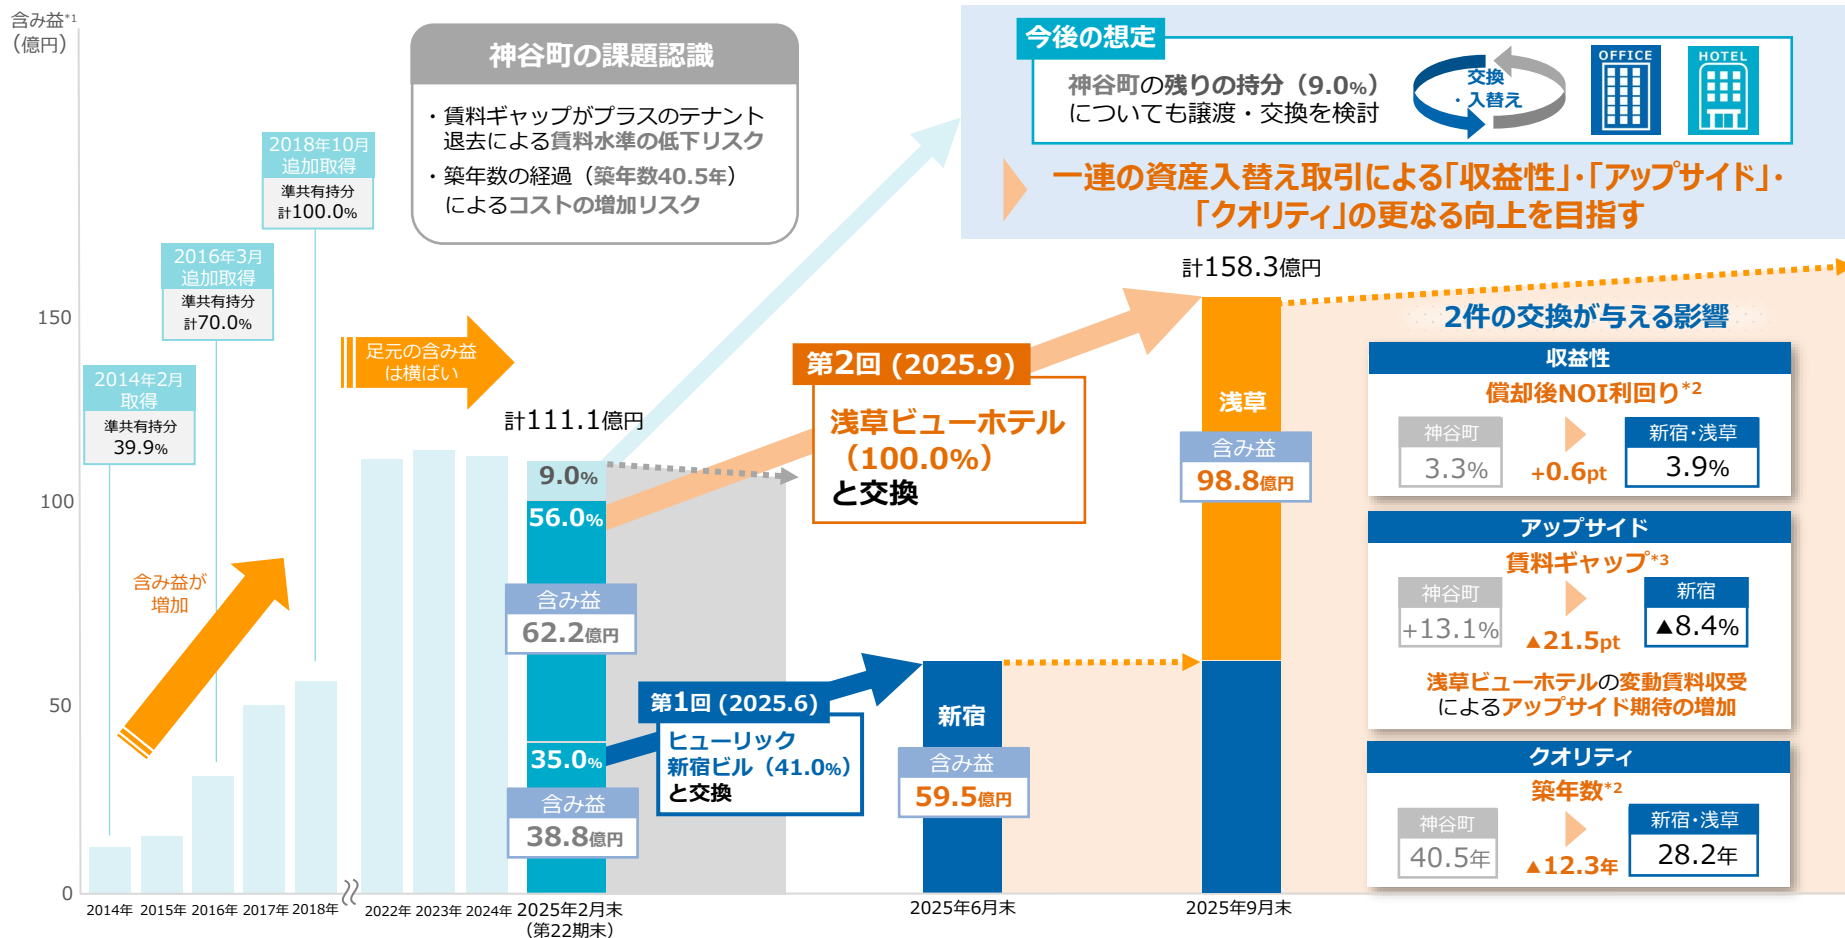 含み益*1
（億円）
150
100
50
0
2014年2月
取得
準共有持分
39.9%
2016年3月
追加取得
準共有持分
計70.0%
2018年10月
追加取得
準共有持分
計100.0%
含み益が
増加
足元の含み益
は横ばい
神谷町の課題認識
・賃料ギャップがプラスのテナント
退去による賃料水準の低下リスク
・築年数の経過（築年数40.5年）
によるコストの増加リスク
今後の想定
神谷町の残りの持分（9.0%）
についても譲渡・交換を検討
交換
・入替え
OFFICE
HOTEL
一連の資産入替え取引による「収益性」・「アップサイド」・
「クオリティ」の更なる向上を目指す
計111.1億円
9.0%
56.0%
含み益
62.2億円
35.0%
含み益
38.8億円
第1回 (2025.6)
ヒューリック
新宿ビル（41.0%）
と交換
第2回 (2025.9)
浅草ビューホテル
（100.0%）
と交換
新宿
含み益
59.5億円
計158.3億円
浅草
含み益
98.8億円
2件の交換が与える影響
収益性
償却後NOI利回り*2
神谷町
3.3%
+0.6pt
新宿・浅草
3.9%
アップサイド
賃料ギャップ*3
神谷町
+13.1%
▲21.5pt
新宿
▲8.4%
浅草ビューホテルの変動賃料収受
によるアップサイド期待の増加
クオリティ
築年数*2
神谷町
40.5年
▲12.3年
新宿・浅草
28.2年
2014年 2015年 2016年 2017年 2018年 2022年 2023年 2024年 2025年2月末 2025年6月末 2025年9月末
（第22期末）